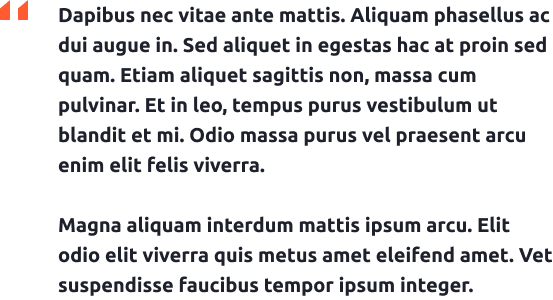 Dapibus nec vitae ante mattis. Aliquam phasellus ac
dui augue in. Sed aliquet in egestas hac at proin sed
quam. Etiam aliquet sagittis non, massa cum
pulvinar. Et in leo, tempus purus vestibulum ut
blandit et mi. Odio massa purus vel praesent arcu
enim elit felis viverra.
Magna aliquam interdum mattis ipsum arcu. Elit
odio elit viverra quis metus amet eleifend amet. Vet
suspendisse faucibus tempor ipsum integer.